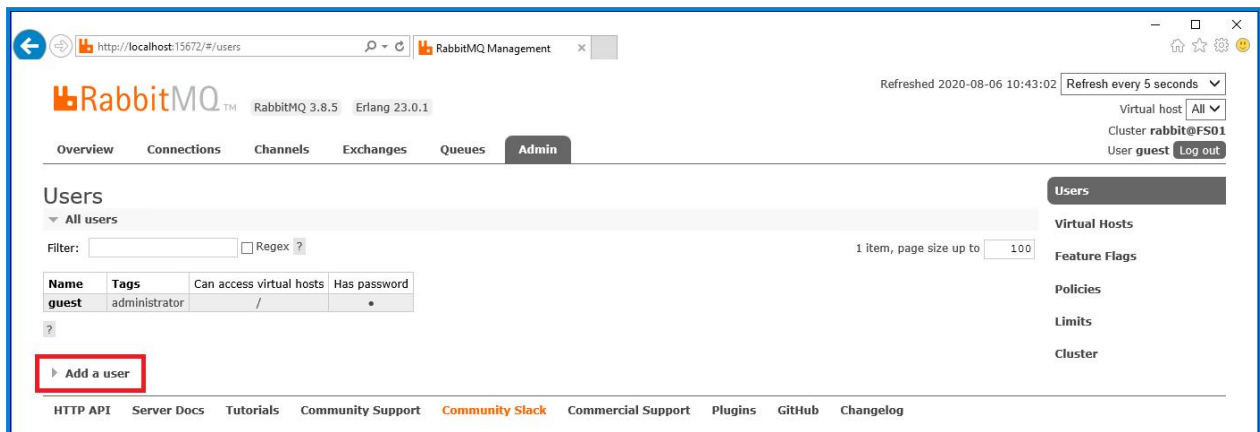 http://localhost:15672/#/users
RabbitMQ Management
Refreshed 2020-08-06 10:43:02 Refresh every 5 seconds
RabbitMQ TM RabbitMQ 3.8.5 Erlang 23.0.1
Virtual host All
Cluster rabbit@FS01
User guest Log out
Overview Connections Channels Exchanges Queues Admin
Users
All users
Filter: Regex ? 1 item, page size up to 100
Name Tags Can access virtual hosts Has password
guest administrator / •
?
Add a user
Users
Virtual Hosts
Feature Flags
Policies
Limits
Cluster
HTTP API Server Docs Tutorials Community Support Community Slack Commercial Support Plugins GitHub Changelog